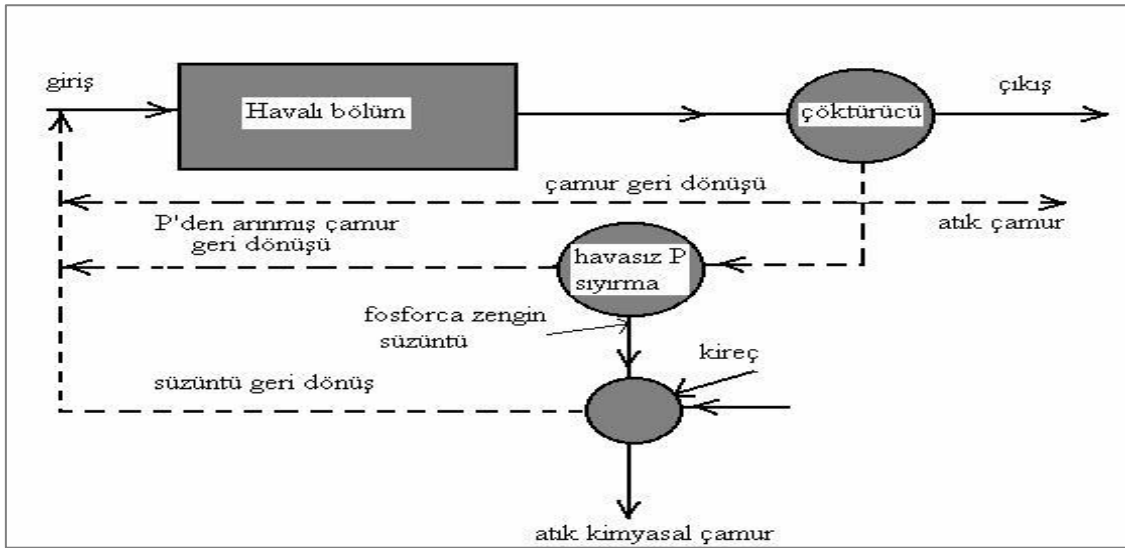 giriş
Havalı bölüm
çöktürücü
çıkış
çamur geri dönüşü
atık çamur
P'den arınmış çamur
geri dönüşü
havasız P
sıyırma
fosforca zengin
süzüntü
kireç
süzüntü geri dönüş
atık kimyasal çamur